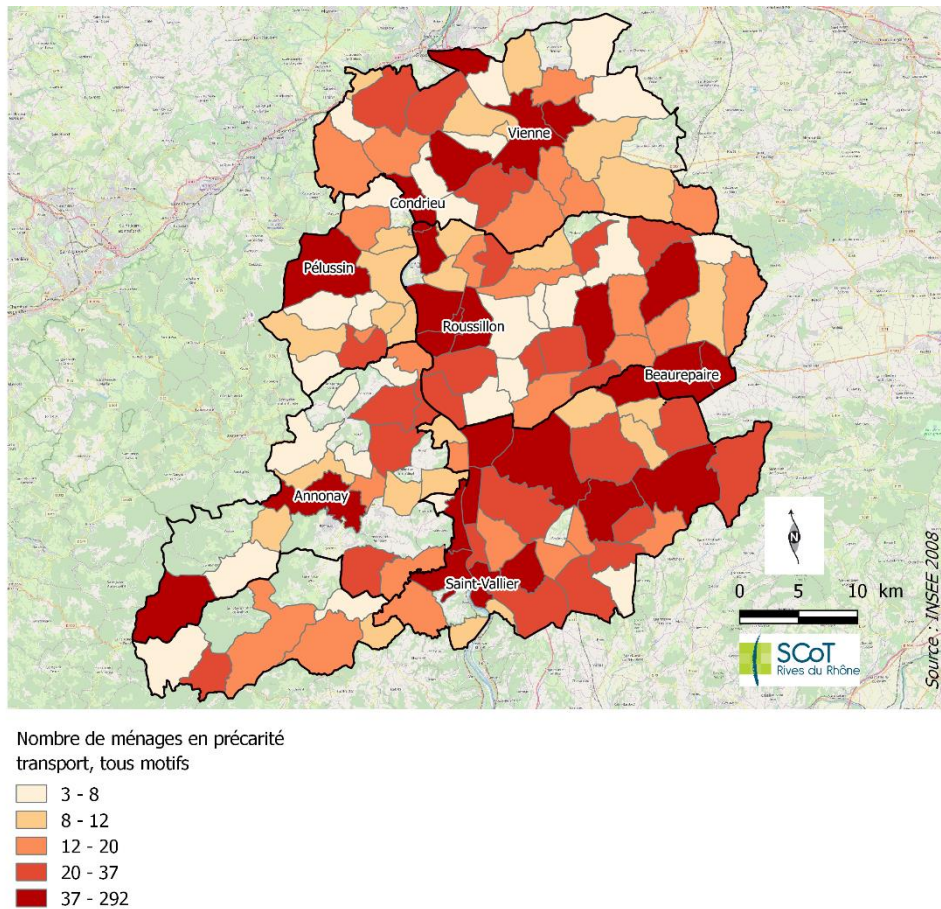 Vienne
Condrieu
Pélussin
Roussillon
Beaurepaire
Annonay
Saint-Vallier
N
0 5 10 km
SCoT
Rives du Rhône
Source : INSEE 2008
Nombre de ménages en précarité
transport, tous motifs
3 - 8
8 - 12
12 - 20
20 - 37
37 - 292